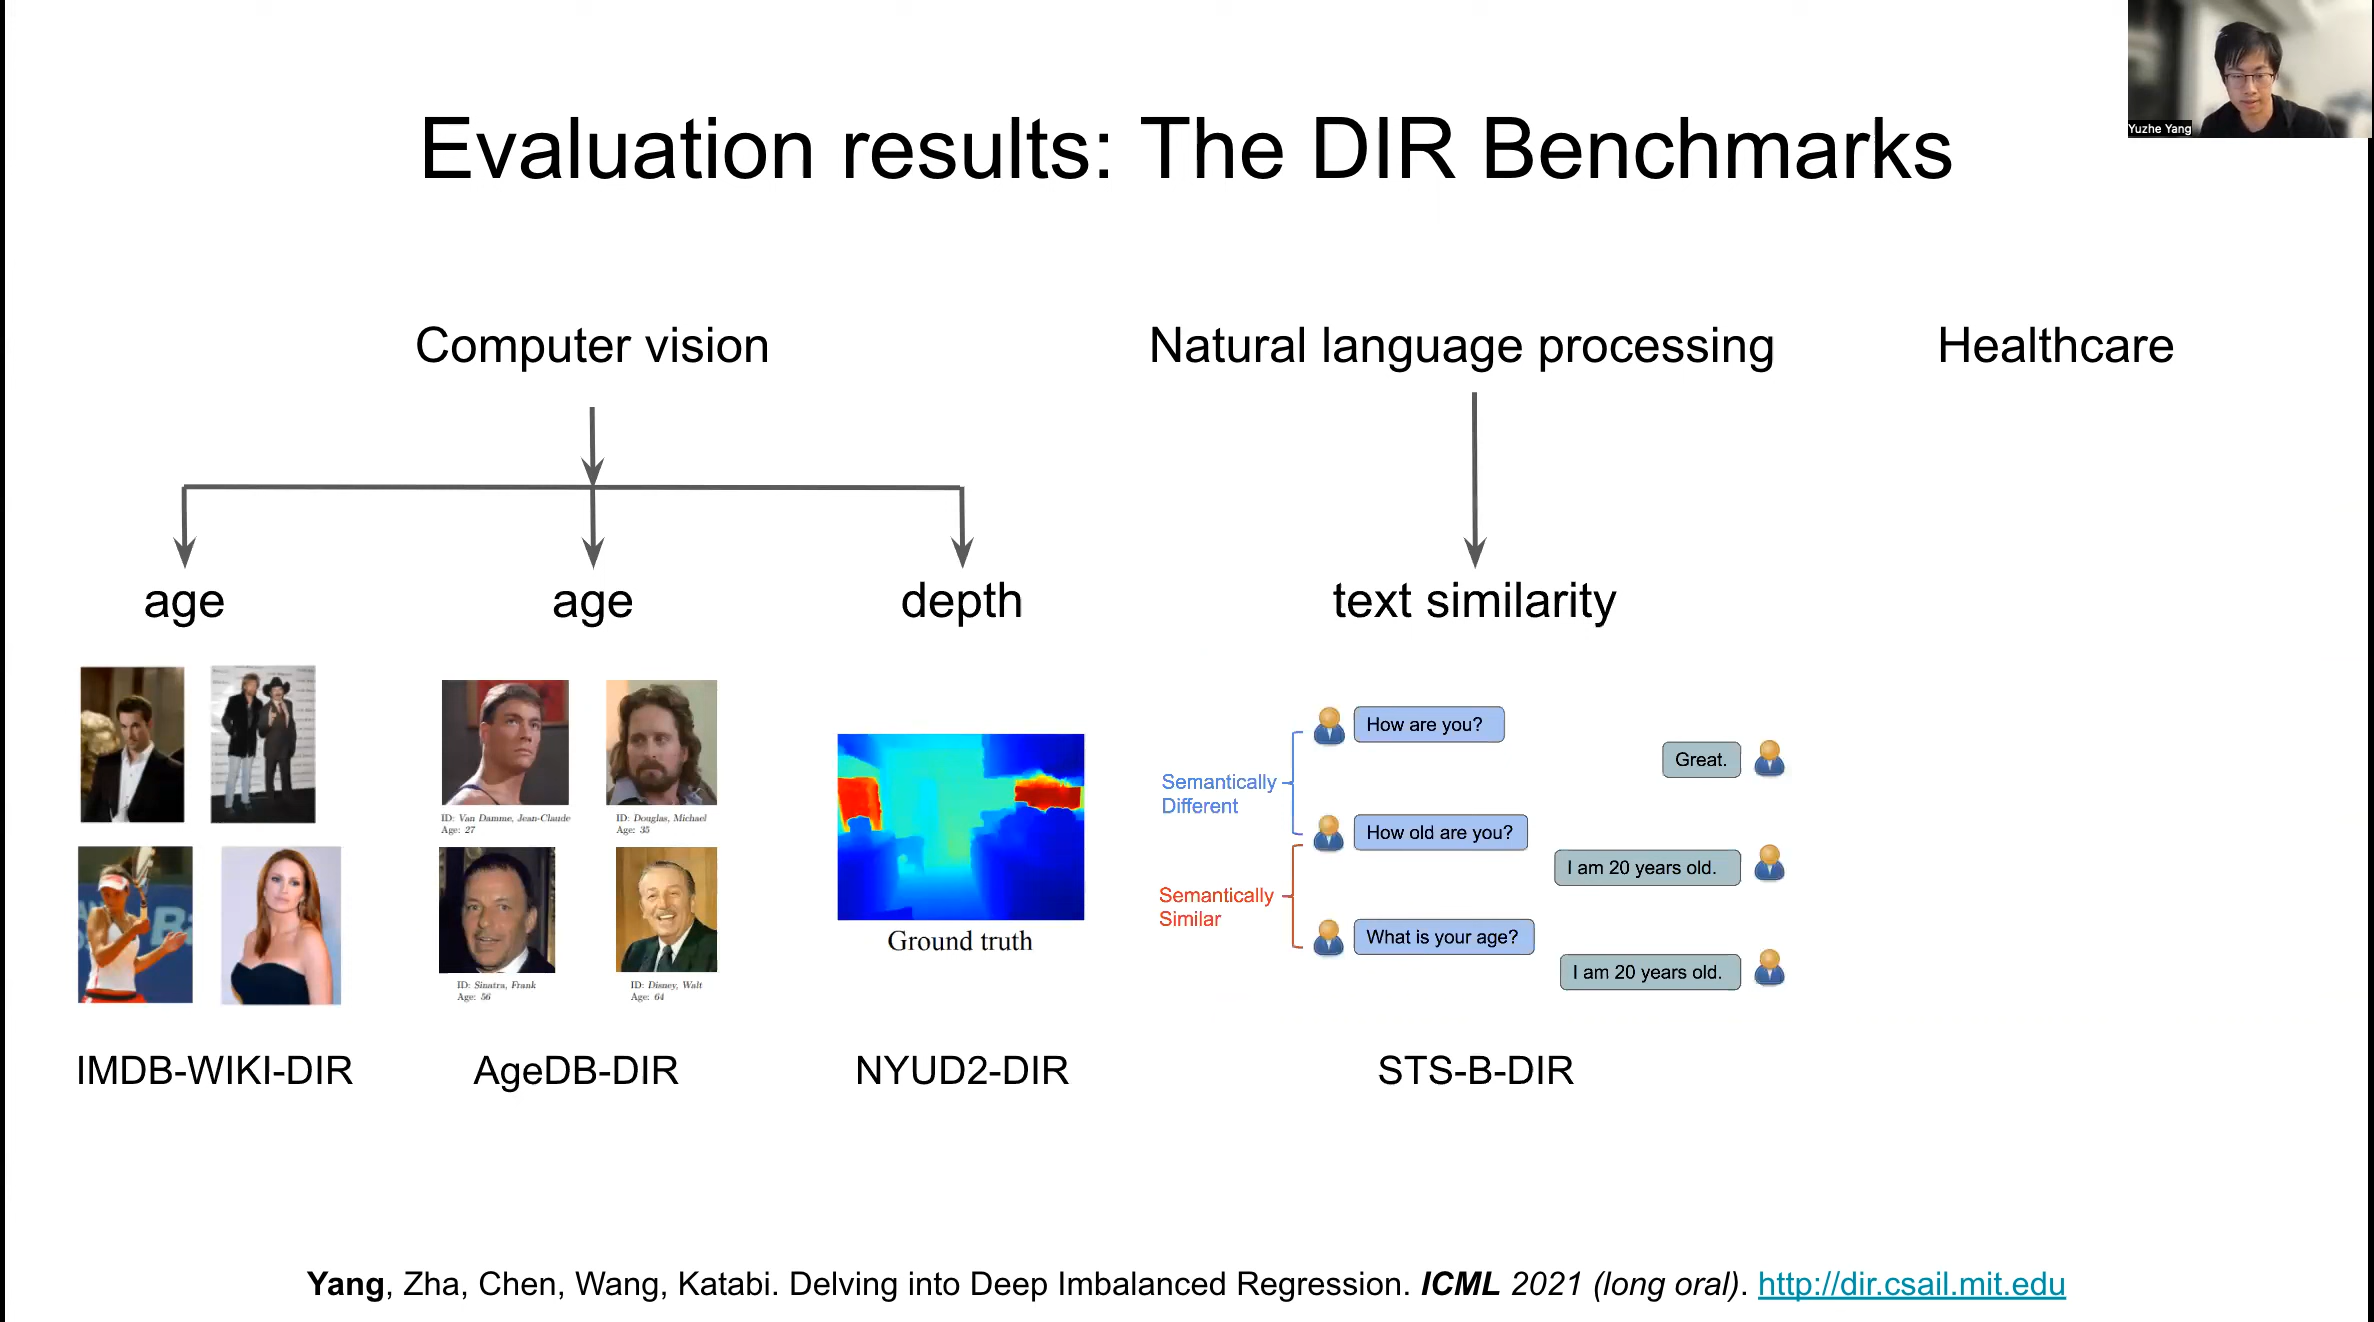 Yuzhe Yang
Evaluation results: The DIR Benchmarks
Computer vision
Natural language processing
Healthcare
age
age
depth
text similarity
ID: Van Damme, Jean-Claude
Age: 27
ID: Douglas, Michael
Age: 35
ID: Sinatra, Frank
Age: 56
ID: Disney, Walt
Age: 64
Ground truth
How are you?
Great.
Semantically
Different
How old are you?
I am 20 years old.
Semantically
Similar
What is your age?
I am 20 years old.
IMDB-WIKI-DIR
AgeDB-DIR
NYUD2-DIR
STS-B-DIR
Yang, Zha, Chen, Wang, Katabi. Delving into Deep Imbalanced Regression. ICML 2021 (long oral). http://dir.csail.mit.edu